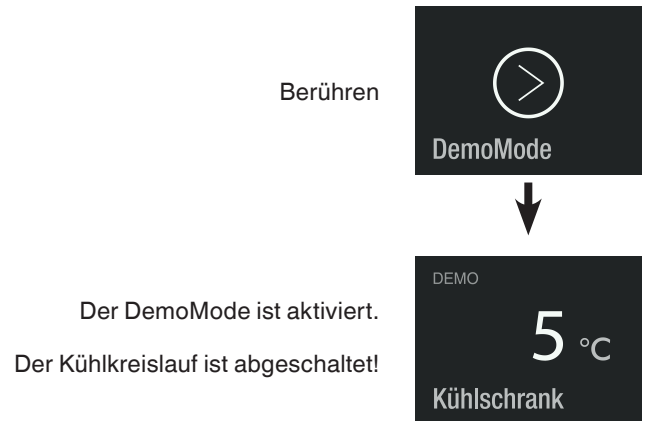 Berühren
DemoMode
DEMO
Der DemoMode ist aktiviert.
5 °C
Der Kühlkreislauf ist abgeschaltet!
Kühlschrank